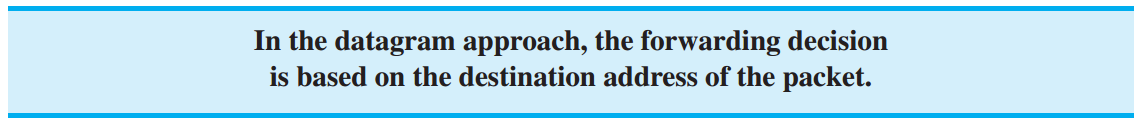 In the datagram approach, the forwarding decision
is based on the destination address of the packet.